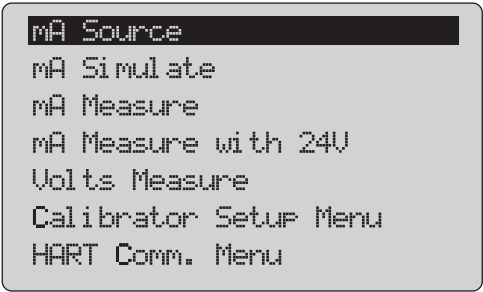 mA Source
mA Simulate
mA Measure
mA Measure with 24V
Volts Measure
Calibrator Setup Menu
HART Comm. Menu